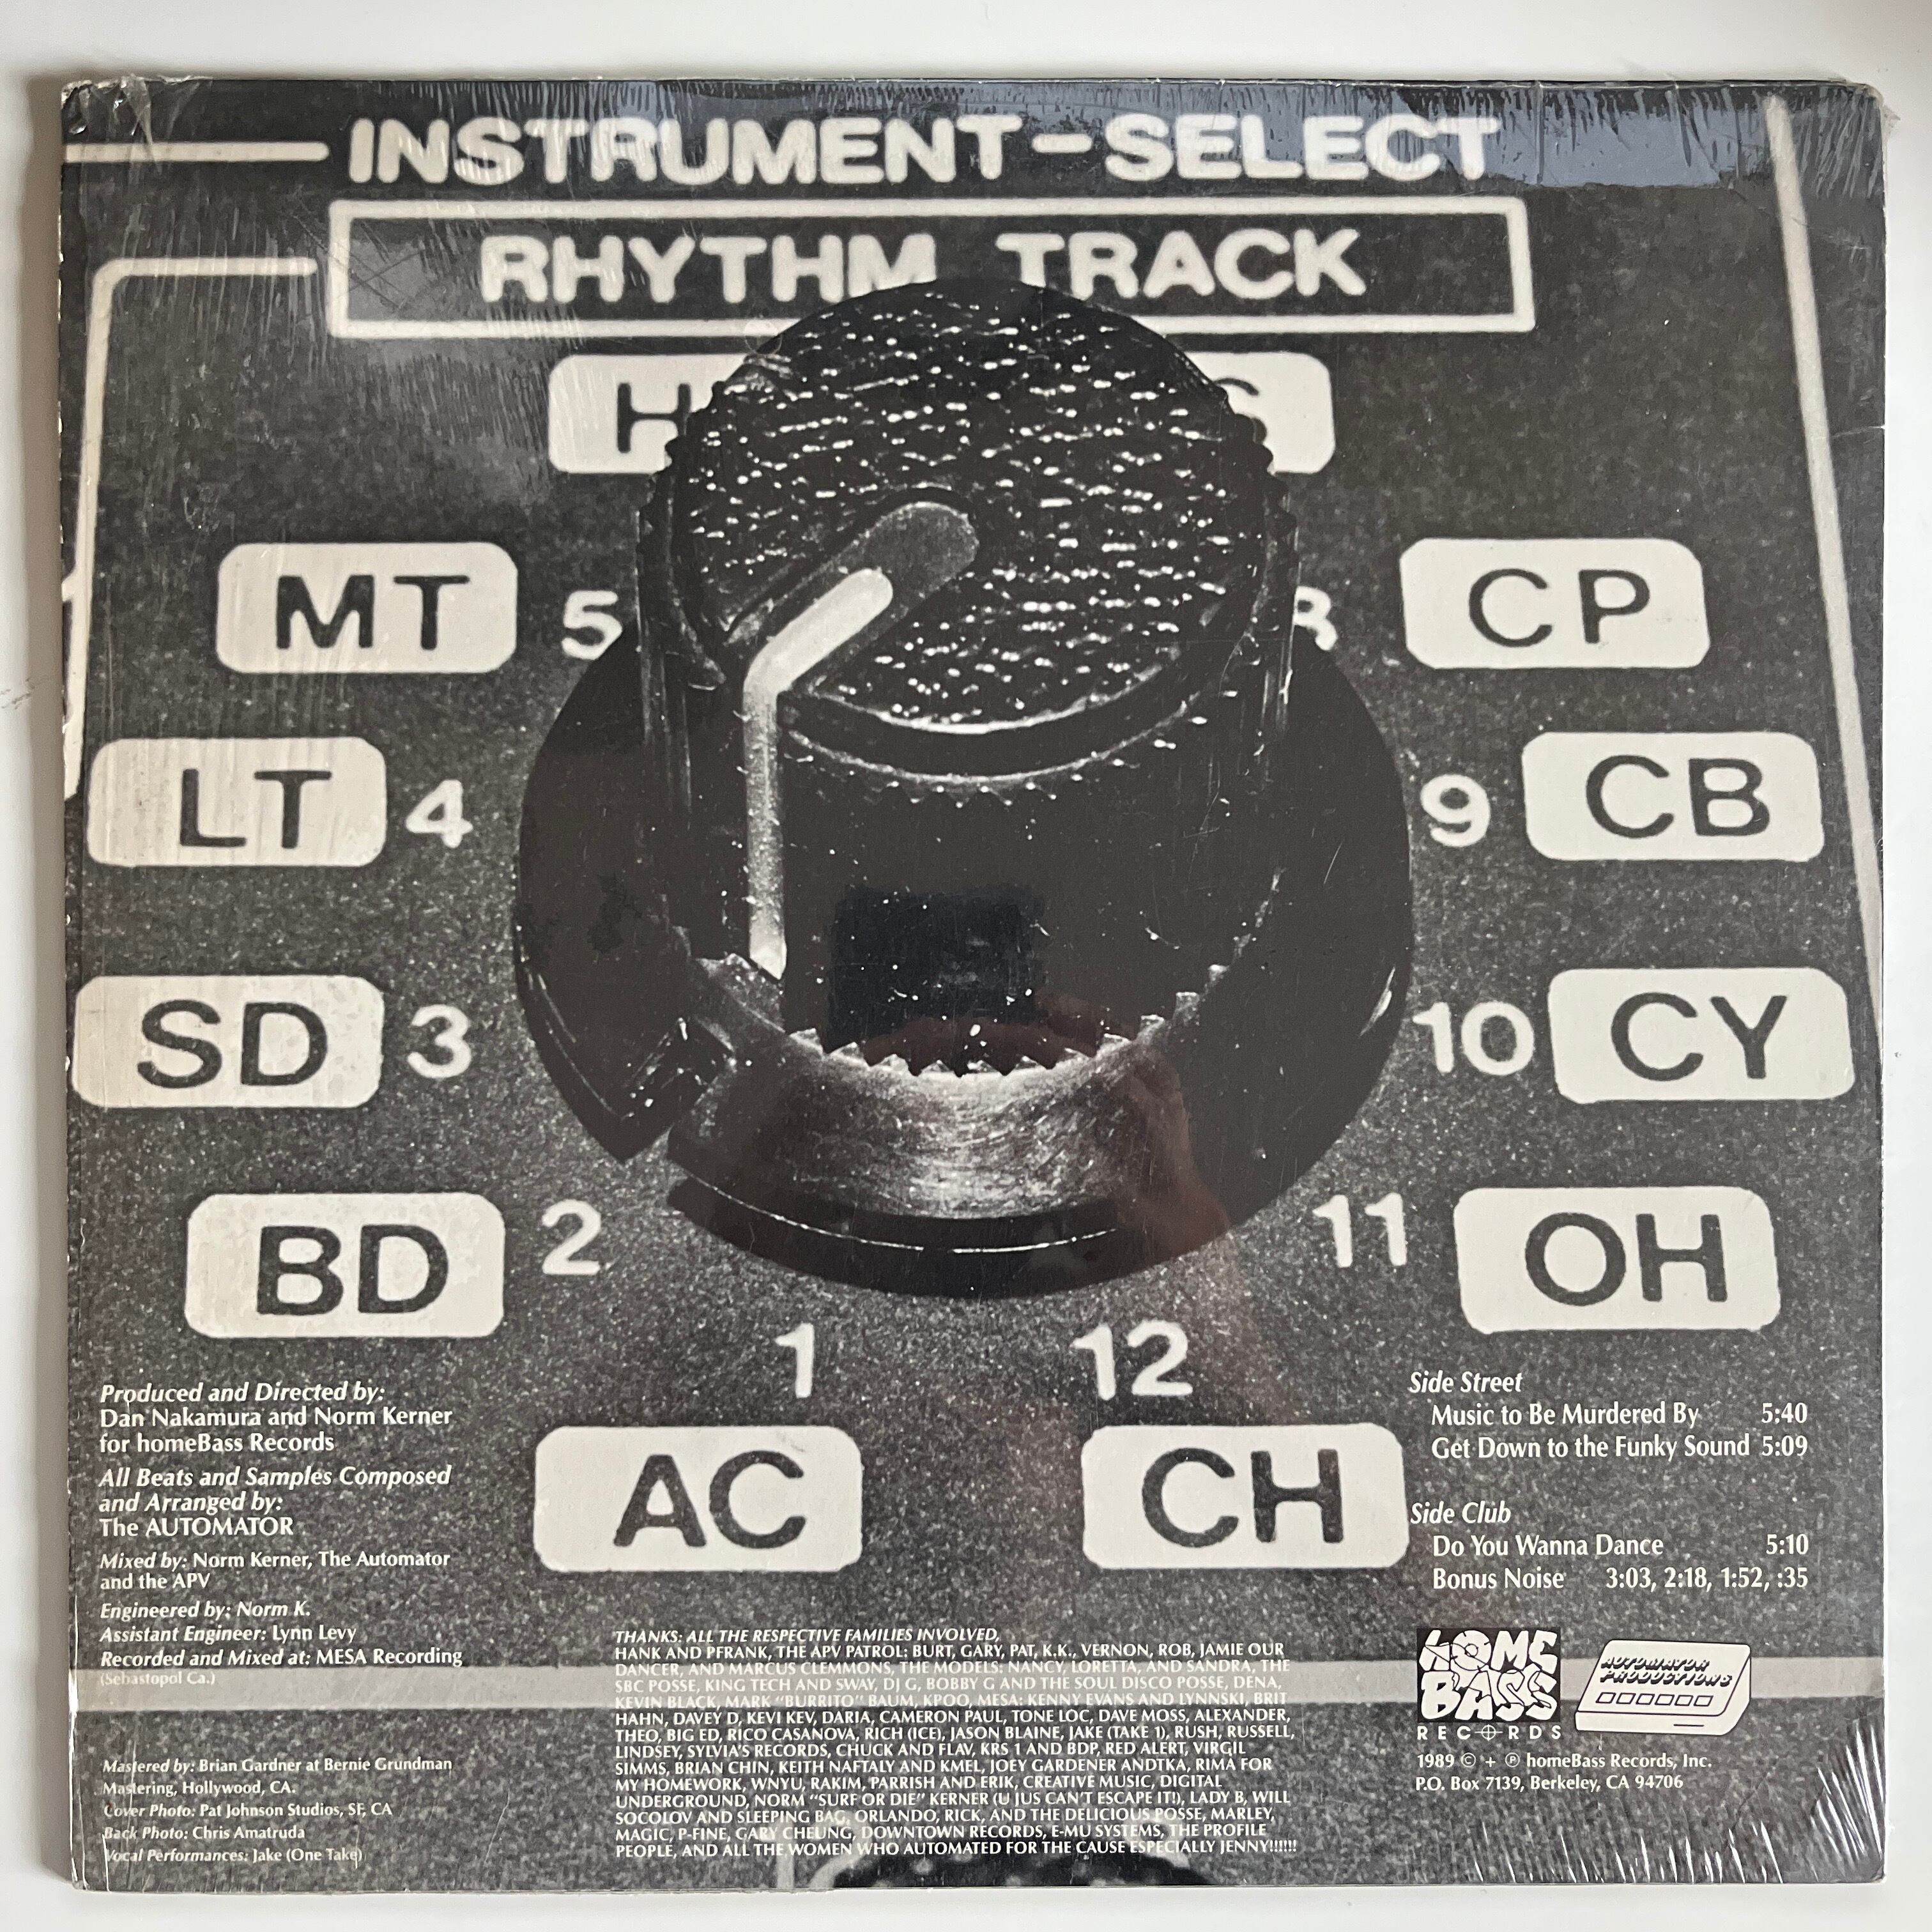 INSTRUMENT-SELECT
RHYTHM TRACK
H
MT 5
8 CP
LT 4
9 CB
SD 3
10 CY
BD 2
11 OH
1
12
AC
CH
Produced and Directed by:
Dan Nakamura and Norm Kerner
for homeBass Records
All Beats and Samples Composed
and Arranged by:
The AUTOMATOR
Mixed by: Norm Kerner, The Automator
and the APV
Engineered by: Norm K.
Assistant Engineer: Lynn Levy
Recorded and Mixed at: MESA Recording
(Sebastopol Ca.)
Mastered by: Brian Gardner at Bernie Grundman
Mastering, Hollywood, CA.
Cover Photo: Pat Johnson Studios, SF, CA
Back Photo: Chris Amatruda
Vocal Performances: Jake (One Take)
THANKS: ALL THE RESPECTIVE FAMILIES INVOLVED,
HANK AND PFRANK, THE APV PATROL: BURT, GARY, PAT, K.K., VERNON, ROB, JAMIE OUR
DANCER, AND MARCUS CLEMMONS, THE MODELS: NANCY, LORETTA, AND SANDRA, THE
SBC POSSE, KING TECH AND SWAY, DJ G, BOBBY G AND THE SOUL DISCO POSSE, DENA,
KEVIN BLACK, MARK "BURRITO" BAUM, KPOO, MESA: KENNY EVANS AND LYNNSKI, BRIT
HAHN, DAVEY D, KEVI KEV, DARIA, CAMERON PAUL, TONE LOC, DAVE MOSS, ALEXANDER,
THEO, BIG ED, RICO CASANOVA, RICH (ICE), JASON BLAINE, JAKE (TAKE 1), RUSH, RUSSELL,
LINDSEY, SYLVIA'S RECORDS, CHUCK AND FLAV, KRS 1 AND BDP, RED ALERT, VIRGIL
SIMMS, BRIAN CHIN, KEITH NAFTALY AND KMEL, JOEY GARDENER ANDTKA, RIMA FOR
MY HOMEWORK, WNYU, RAKIM, PARRISH AND ERIK, CREATIVE MUSIC, DIGITAL
UNDERGROUND, NORM "SURF OR DIE" KERNER (U JUS CAN'T ESCAPE IT!), LADY B, WILL
SOCOLOV AND SLEEPING BAG, ORLANDO, RICK, AND THE DELICIOUS POSSE, MARLEY,
MAGIC, P-FINE, GARY CHEUNG, DOWNTOWN RECORDS, E-MU SYSTEMS, THE PROFILE
PEOPLE, AND ALL THE WOMEN WHO AUTOMATED FOR THE CAUSE ESPECIALLY JENNY!!!!!!
Side Street
Music to Be Murdered By 5:40
Get Down to the Funky Sound 5:09
Side Club
Do You Wanna Dance 5:10
Bonus Noise 3:03, 2:18, 1:52, :35
HOME
BASS
RECORDS
AUTOMATOR
PRODUCTIONS
1989 © + ℗ homeBass Records, Inc.
P.O. Box 7139, Berkeley, CA 94706